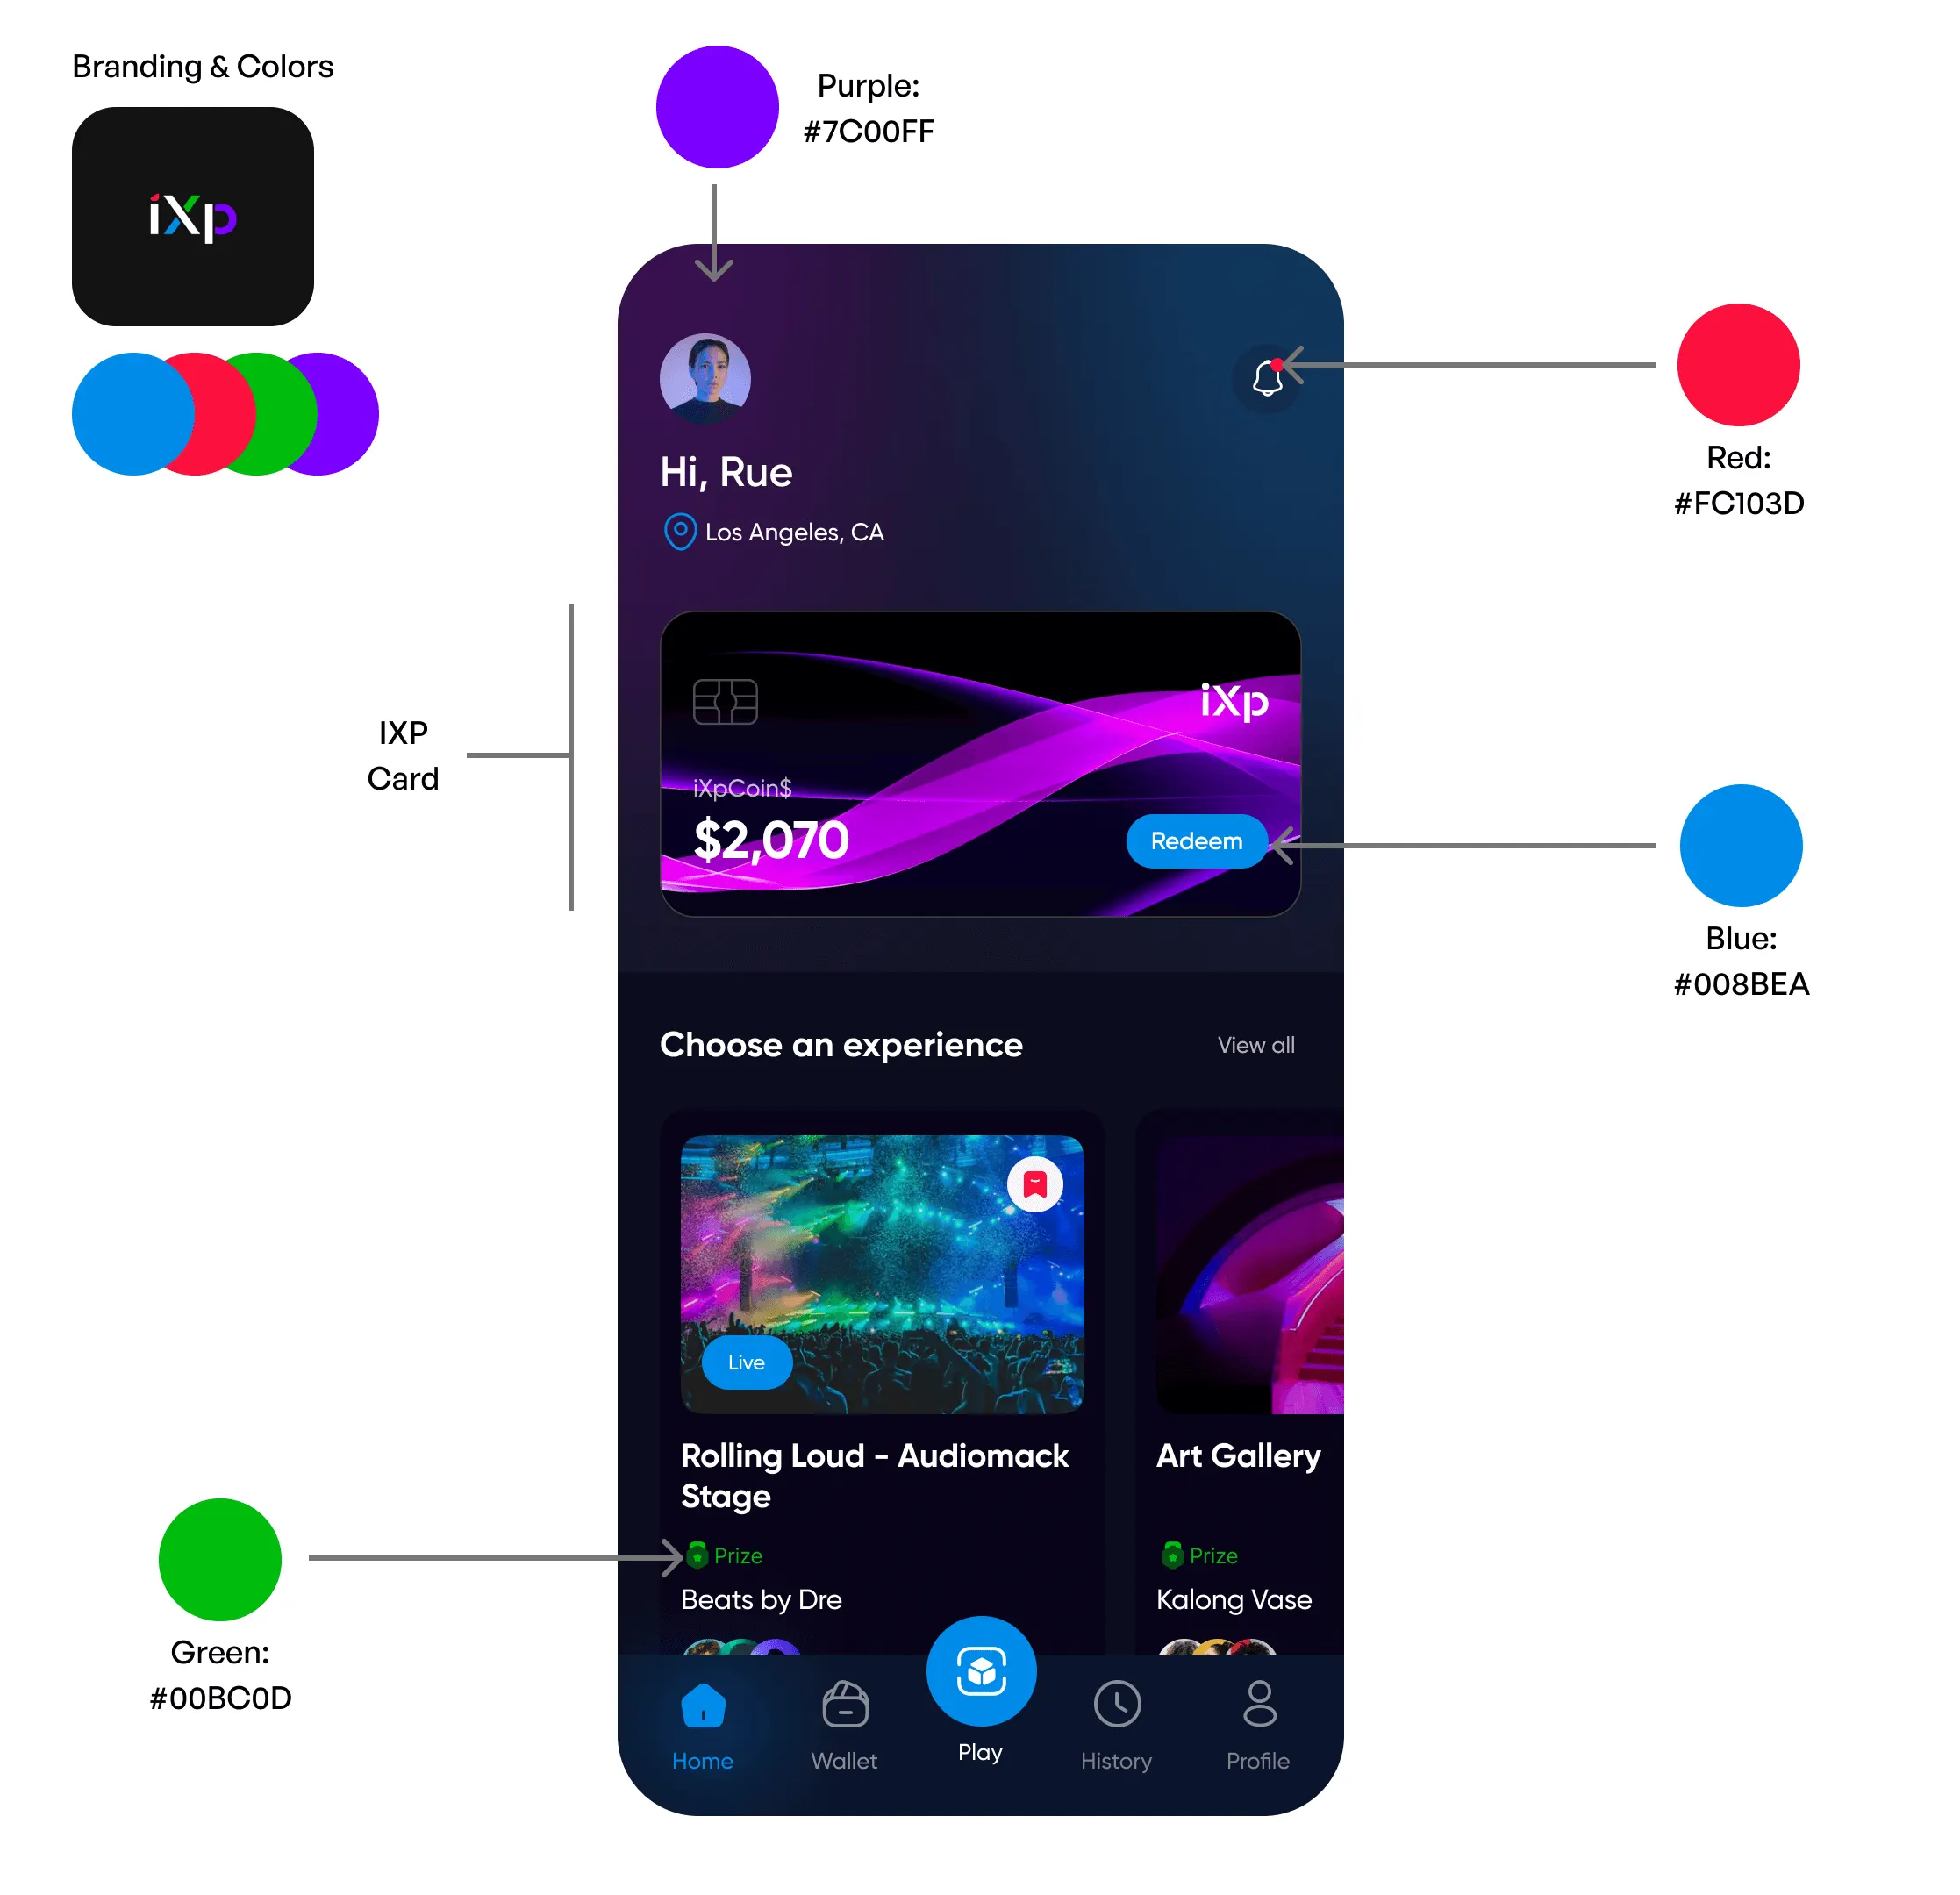 Branding & Colors
iXp
Purple:
#7C00FF
Hi, Rue
Los Angeles, CA
Red:
#FC103D
IXP
Card
iXp
iXpCoin$
$2,070
Redeem
Blue:
#008BEA
Choose an experience
View all
Live
Rolling Loud - Audiomack
Stage
Art Gallery
Prize
Prize
Beats by Dre
Kalong Vase
Green:
#00BC0D
Home
Wallet
Play
History
Profile